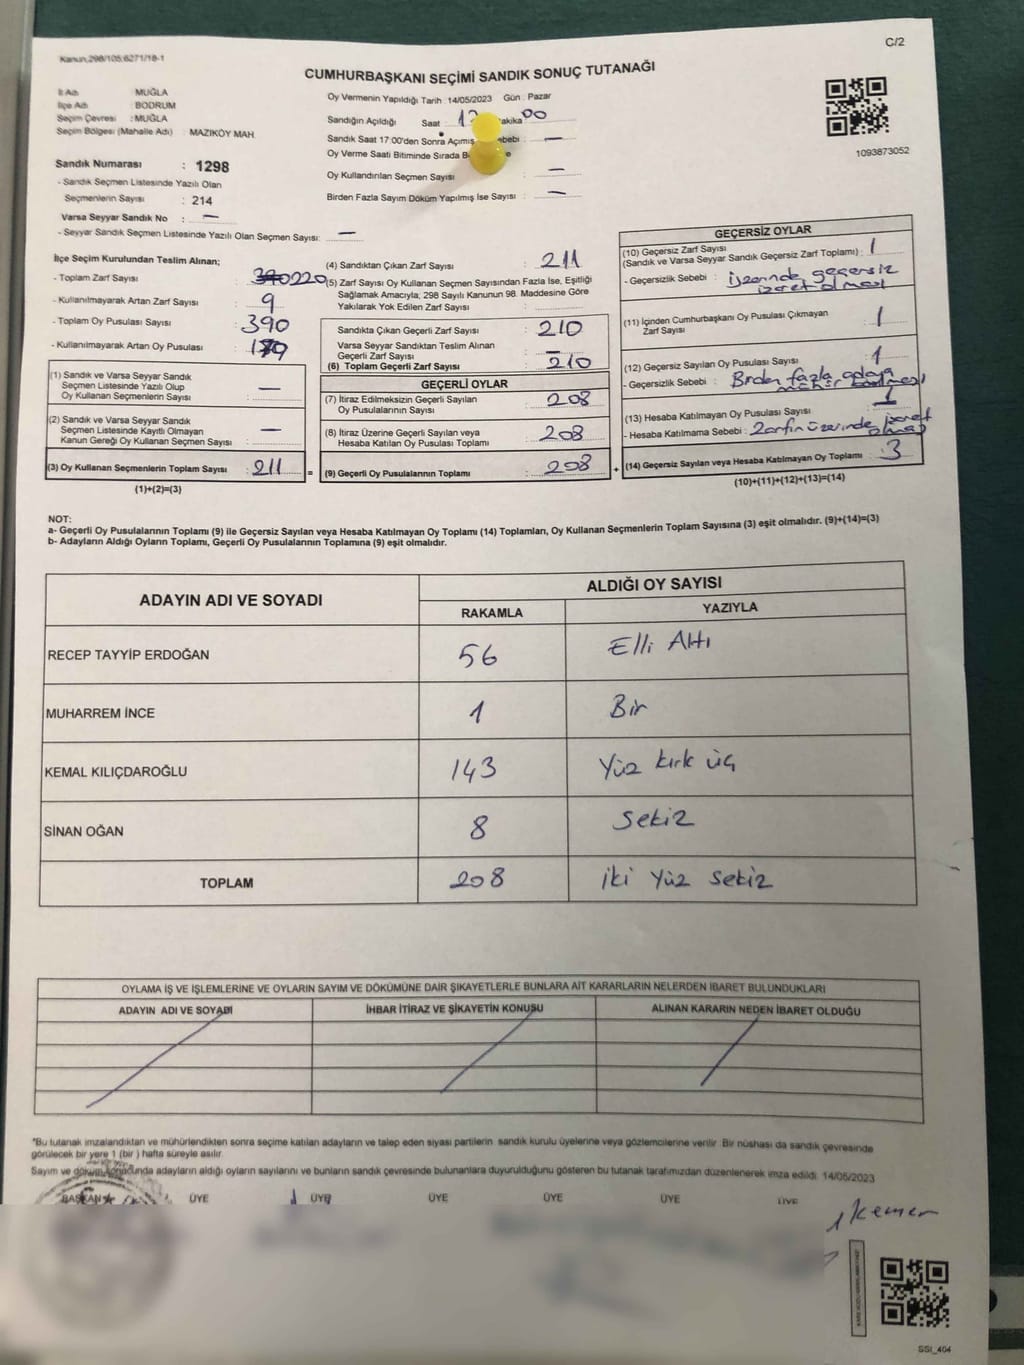 Kanun,298/105;6271/18-1
C/2
CUMHURBAŞKANI SEÇİMİ SANDIK SONUÇ TUTANAĞI
İl Adı : MUĞLA
İlçe Adı : BODRUM
Seçim Çevresi : MUĞLA
Seçim Bölgesi (Mahalle Adı) : MAZIKÖY MAH.
Sandık Numarası : 1298
- Sandık Seçmen Listesinde Yazılı Olan
Seçmenlerin Sayısı : 214
Varsa Seyyar Sandık No : —
- Seyyar Sandık Seçmen Listesinde Yazılı Olan Seçmen Sayısı: —
Oy Vermenin Yapıldığı Tarih : 14/05/2023 Gün : Pazar
Sandığın Açıldığı Saat 00
Sandık Saat 17:00'den Sonra Açılmış : —
Oy Verme Saati Bitiminde Sırada
Oy Kullandırılan Seçmen Sayısı : —
Birden Fazla Sayım Döküm Yapılmış İse Sayısı : —
1093873052
İlçe Seçim Kurulundan Teslim Alınan;
- Toplam Zarf Sayısı : 220
- Kullanılmayarak Artan Zarf Sayısı : 9
- Toplam Oy Pusulası Sayısı : 390
- Kullanılmayarak Artan Oy Pusulası : 179
(1) Sandık ve Varsa Seyyar Sandık
Seçmen Listesinde Yazılı Olup
Oy Kullanan Seçmenlerin Sayısı : —
(2) Sandık ve Varsa Seyyar Sandık
Seçmen Listesinde Kayıtlı Olmayan
Kanun Gereği Oy Kullanan Seçmen Sayısı : —
(3) Oy Kullanan Seçmenlerin Toplam Sayısı : 211 =
(1)+(2)=(3)
(4) Sandıktan Çıkan Zarf Sayısı : 211
(5) Zarf Sayısı Oy Kullanan Seçmen Sayısından Fazla İse, Eşitliği
Sağlamak Amacıyla; 298 Sayılı Kanunun 98. Maddesine Göre
Yakılarak Yok Edilen Zarf Sayısı :
Sandıkta Çıkan Geçerli Zarf Sayısı : 210
Varsa Seyyar Sandıktan Teslim Alınan
Geçerli Zarf Sayısı : —
(6) Toplam Geçerli Zarf Sayısı : 210
GEÇERLİ OYLAR
(7) İtiraz Edilmeksizin Geçerli Sayılan
Oy Pusulalarının Sayısı : 208
(8) İtiraz Üzerine Geçerli Sayılan veya
Hesaba Katılan Oy Pusulası Toplamı : 208
(9) Geçerli Oy Pusulalarının Toplamı : 208 +
GEÇERSİZ OYLAR
(10) Geçersiz Zarf Sayısı
(Sandık ve Varsa Seyyar Sandık Geçersiz Zarf Toplamı) : 1
- Geçersizlik Sebebi : üzerinde geçersiz
işaret olması
(11) İçinden Cumhurbaşkanı Oy Pusulası Çıkmayan
Zarf Sayısı : 1
(12) Geçersiz Sayılan Oy Pusulası Sayısı : 1
- Geçersizlik Sebebi : Birden fazla adaya
mühür basılması
(13) Hesaba Katılmayan Oy Pusulası Sayısı : 1
- Hesaba Katılmama Sebebi : Zarfın üzerinde işaret
olması
(14) Geçersiz Sayılan veya Hesaba Katılmayan Oy Toplamı : 3
(10)+(11)+(12)+(13)=(14)
NOT:
a- Geçerli Oy Pusulalarının Toplamı (9) ile Geçersiz Sayılan veya Hesaba Katılmayan Oy Toplamı (14) Toplamları, Oy Kullanan Seçmenlerin Toplam Sayısına (3) eşit olmalıdır. (9)+(14)=(3)
b- Adayların Aldığı Oyların Toplamı, Geçerli Oy Pusulalarının Toplamına (9) eşit olmalıdır.
ADAYIN ADI VE SOYADI
ALDIĞI OY SAYISI
RAKAMLA YAZIYLA
RECEP TAYYİP ERDOĞAN 56 Elli Altı
MUHARREM İNCE 1 Bir
KEMAL KILIÇDAROĞLU 143 Yüz kırk üç
SİNAN OĞAN 8 Sekiz
TOPLAM 208 iki Yüz Sekiz
OYLAMA İŞ VE İŞLEMLERİNE VE OYLARIN SAYIM VE DÖKÜMÜNE DAİR ŞİKAYETLERLE BUNLARA AİT KARARLARIN NELERDEN İBARET BULUNDUKLARI
ADAYIN ADI VE SOYADI İHBAR İTİRAZ VE ŞİKAYETİN KONUSU ALINAN KARARIN NEDEN İBARET OLDUĞU
*Bu tutanak imzalandıktan ve mühürlendikten sonra seçime katılan adayların ve talep eden siyasi partilerin sandık kurulu üyelerine veya gözlemcilerine verilir. Bir nüshası da sandık çevresinde
görülecek bir yere 1 (bir ) hafta süreyle asılır.
Sayım ve dökümü sonunda adayların aldığı oyların sayılarını ve bunların sandık çevresinde bulunanlara duyurulduğunu gösteren bu tutanak tarafımızdan düzenlenerek imza edildi. 14/05/2023
BAŞKAN ÜYE ÜYE ÜYE ÜYE ÜYE ÜYE
SSI_404